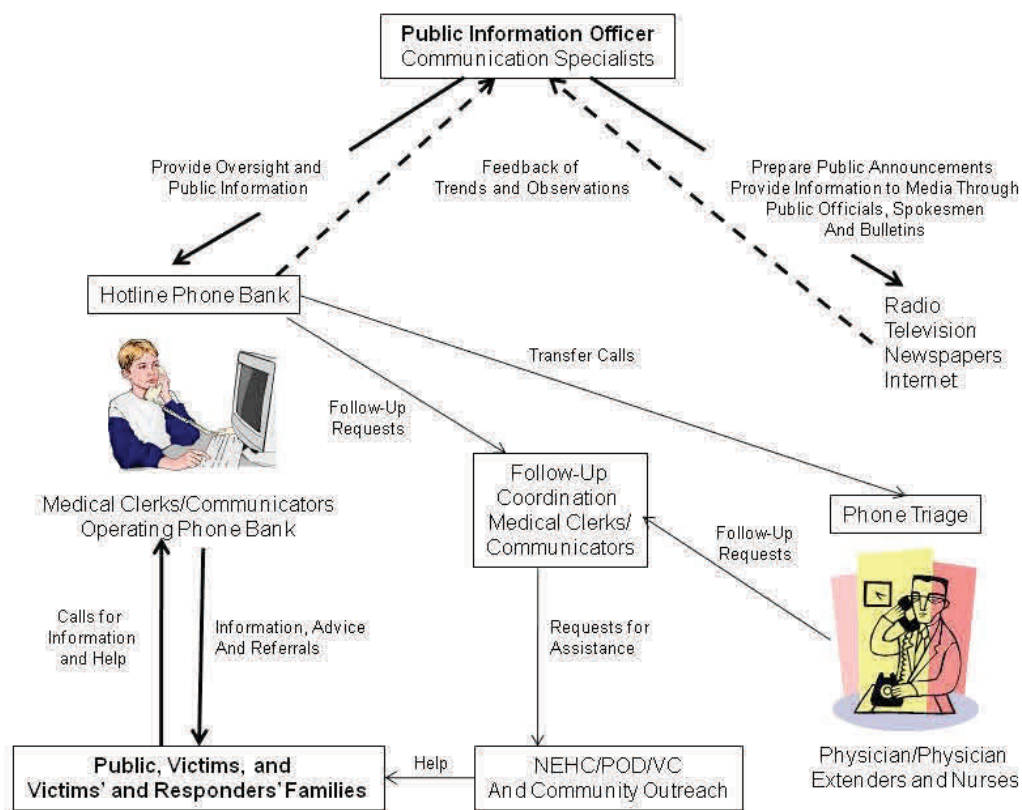 Public Information Officer
Communication Specialists
Provide Oversight and
Public Information
Feedback of
Trends and Observations
Prepare Public Announcements
Provide Information to Media Through
Public Officials, Spokesmen
And Bulletins
Hotline Phone Bank
Radio
Television
Newspapers
Internet
Transfer Calls
Follow-Up
Requests
Medical Clerks/Communicators
Operating Phone Bank
Follow-Up
Coordination
Medical Clerks/
Communicators
Phone Triage
Follow-Up
Requests
Calls for
Information
and Help
Information, Advice
And Referrals
Requests for
Assistance
Physician/Physician
Extenders and Nurses
Public, Victims, and
Victims' and Responders' Families
Help
NEHC/POD/VC
And Community Outreach